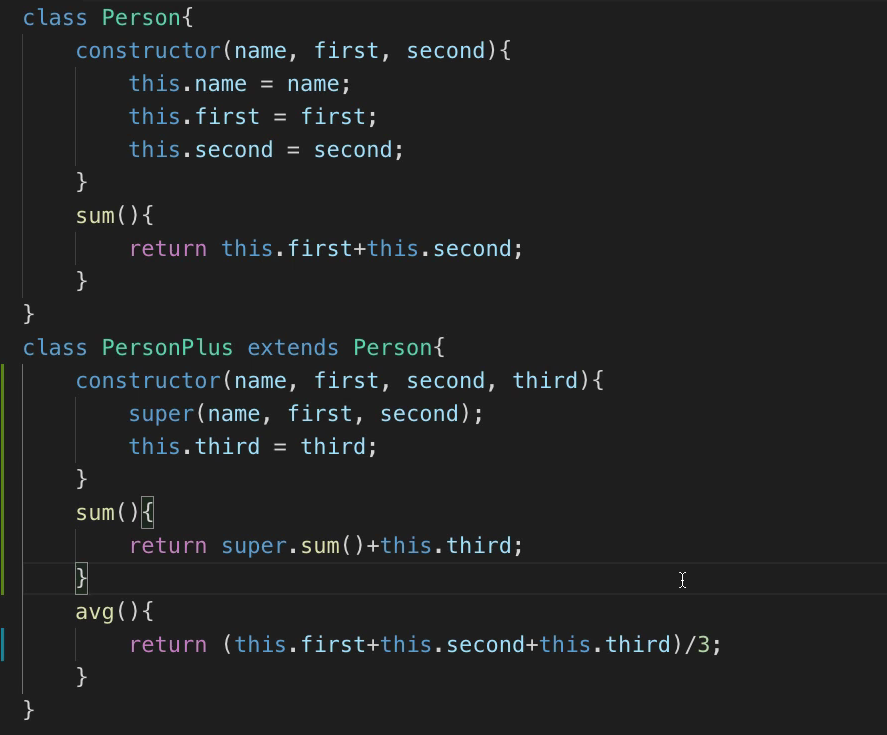 class Person{
    constructor(name, first, second){
        this.name = name;
        this.first = first;
        this.second = second;
    }
    sum(){
        return this.first+this.second;
    }
}
class PersonPlus extends Person{
    constructor(name, first, second, third){
        super(name, first, second);
        this.third = third;
    }
    sum(){
        return super.sum()+this.third;
    }
    avg(){
        return (this.first+this.second+this.third)/3;
    }
}